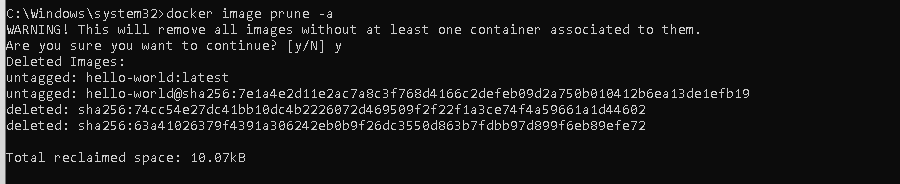 C:\Windows\system32>docker image prune -a
WARNING! This will remove all images without at least one container associated to them.
Are you sure you want to continue? [y/N] y
Deleted Images:
untagged: hello-world:latest
untagged: hello-world@sha256:7e1a4e2d11e2ac7a8c3f768d4166c2defeb09d2a750b010412b6ea13de1efb19
deleted: sha256:74cc54e27dc41bb10dc4b2226072d469509f2f22f1a3ce74f4a59661a1d44602
deleted: sha256:63a41026379f4391a306242eb0b9f26dc3550d863b7fdbb97d899f6eb89efe72
Total reclaimed space: 10.07kB